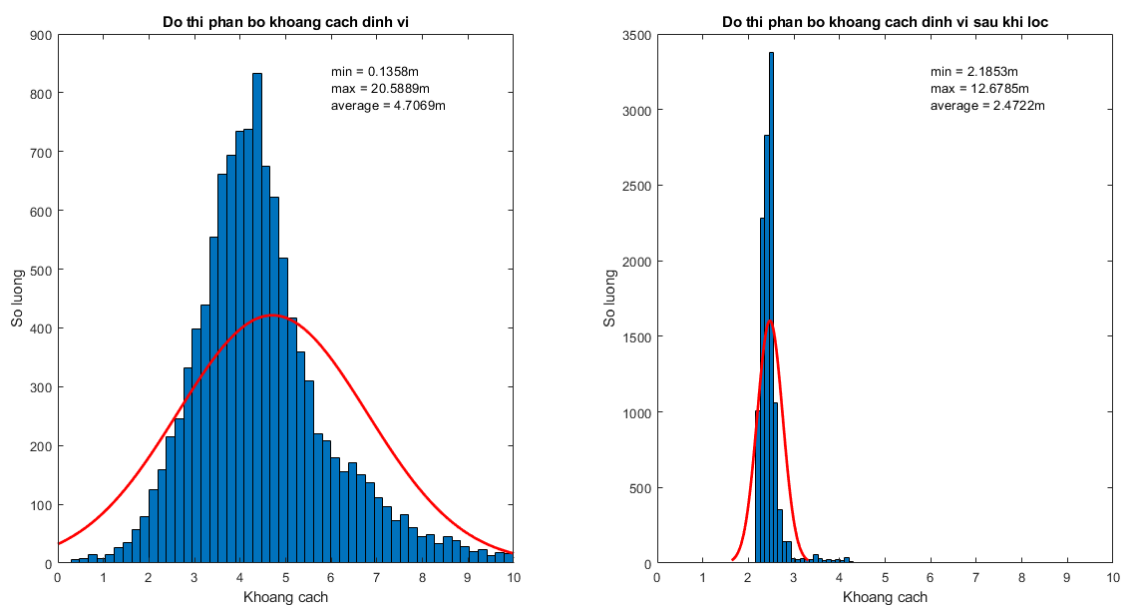 Do thi phan bo khoang cach dinh vi
900
800
700
600
500
400
300
200
100
0
So luong
min = 0.1358m
max = 20.5889m
average = 4.7069m
0 1 2 3 4 5 6 7 8 9 10
Khoang cach
Do thi phan bo khoang cach dinh vi sau khi loc
3500
3000
2500
2000
1500
1000
500
0
So luong
min = 2.1853m
max = 12.6785m
average = 2.4722m
0 1 2 3 4 5 6 7 8 9 10
Khoang cach